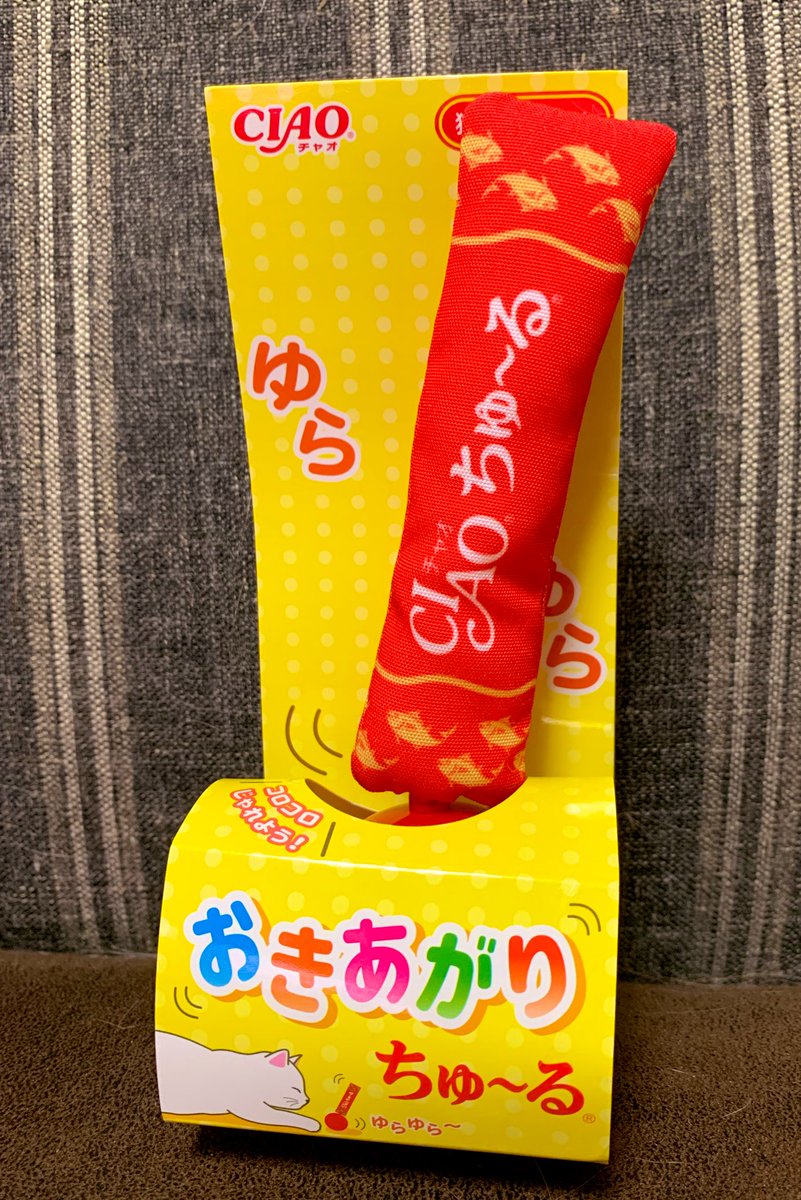 CIAO
チャオ
ゆら
CIAO ちゅ～る
チャオ
ら
コロコロ
じゃれよう!
おきあがり
ちゅ～る
ゆらゆら～